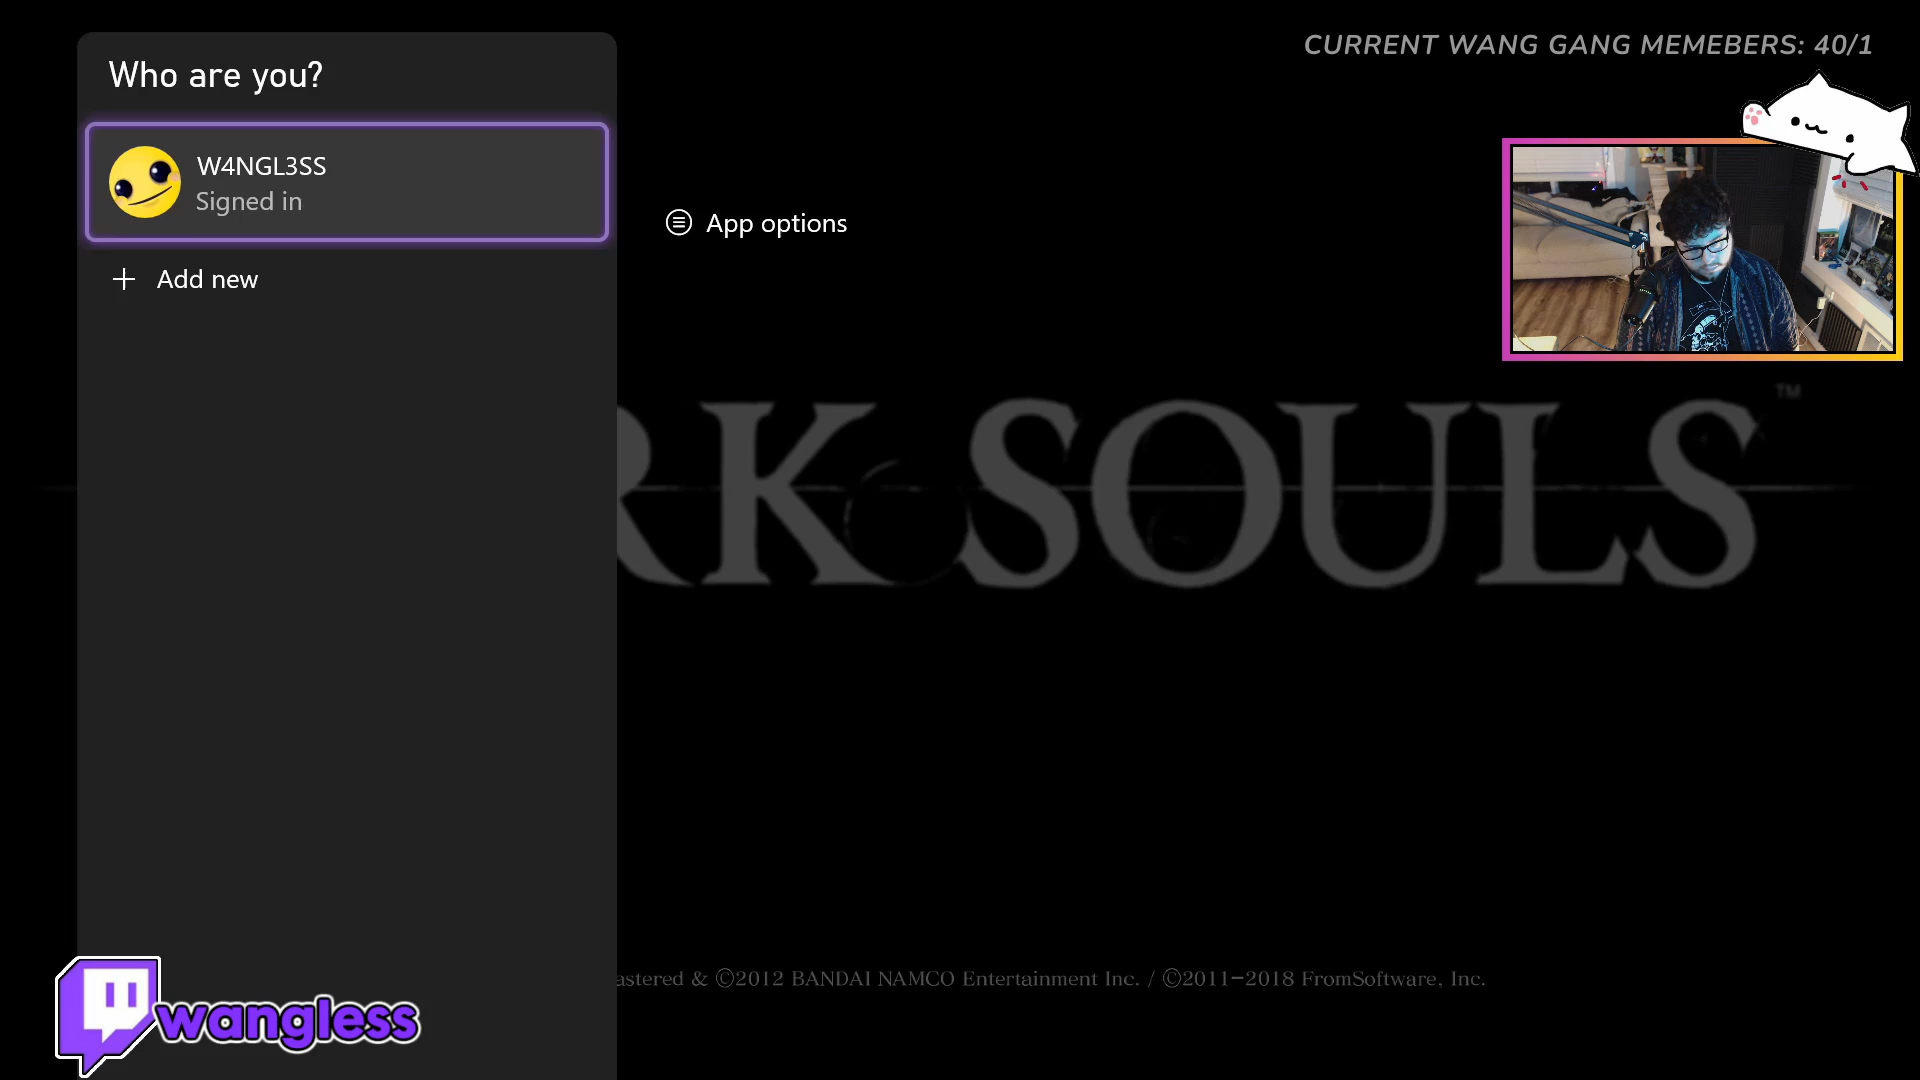 CURRENT WANG GANG MEMEBERS: 40/1
Who are you?
W4NGL3SS
Signed in
App options
Add new
RK SOULS™
astered & ©2012 BANDAI NAMCO Entertainment Inc. / ©2011-2018 FromSoftware, Inc.
wangless